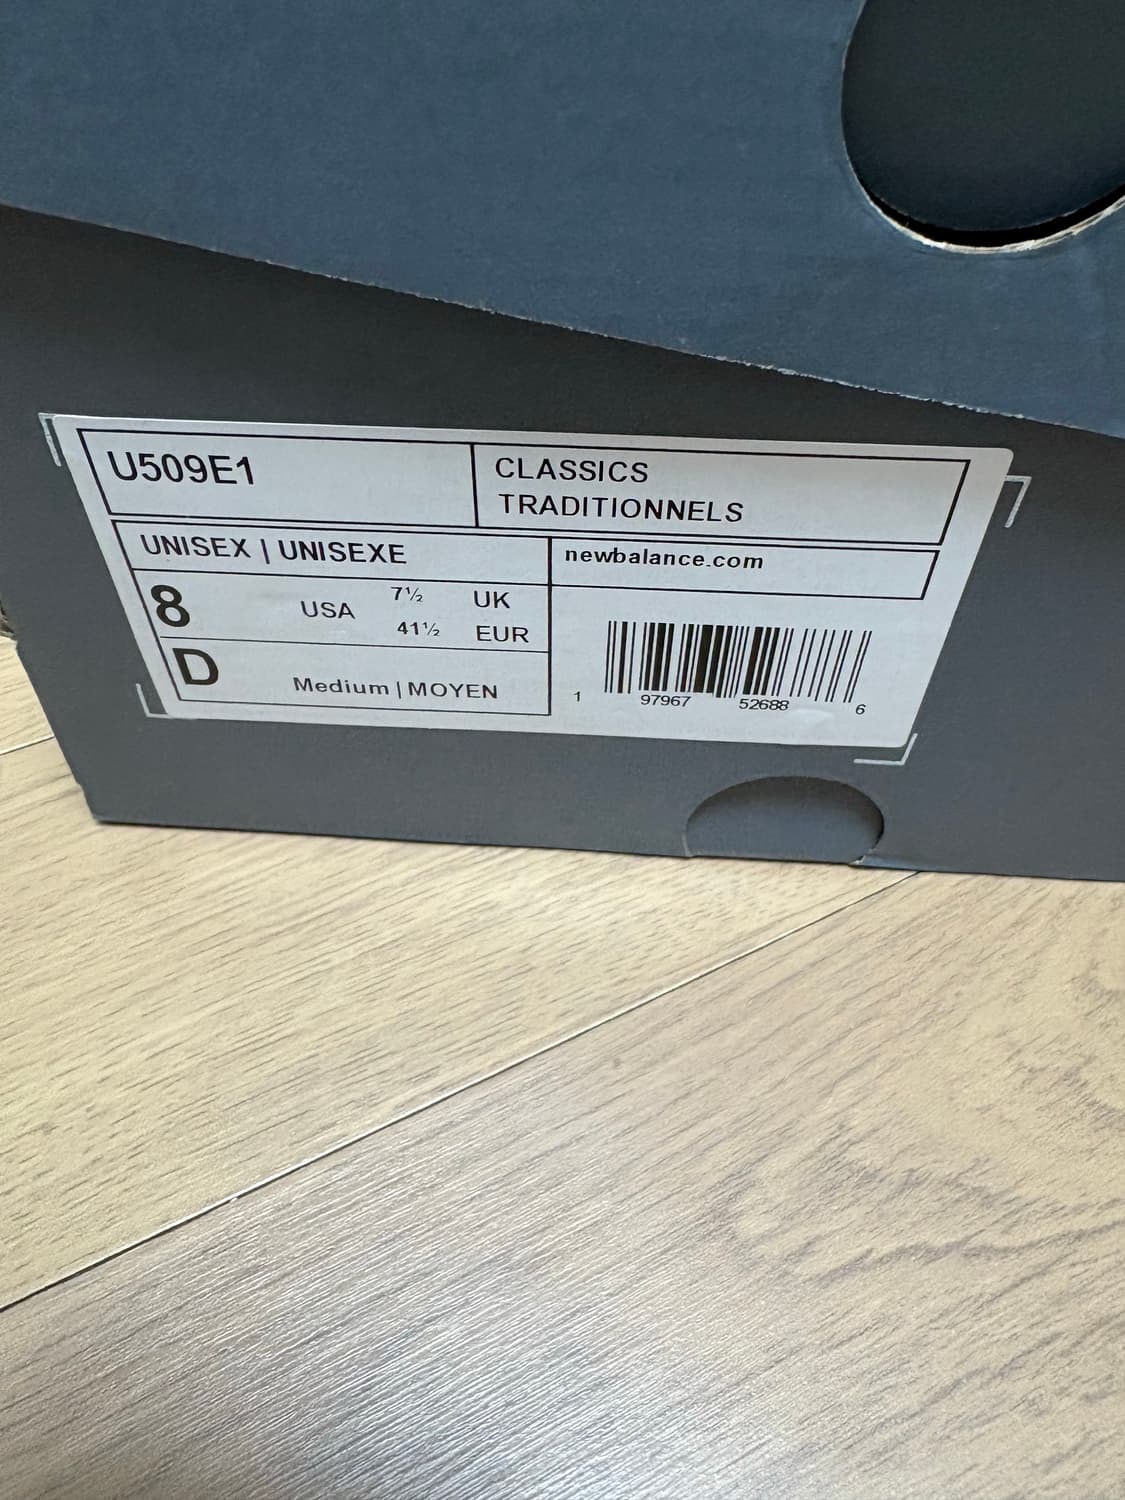 U509E1
CLASSICS
TRADITIONNELS
UNISEX | UNISEXE
newbalance.com
8 USA 7½ UK
41½ EUR
D Medium | MOYEN
1 97967 52688 6